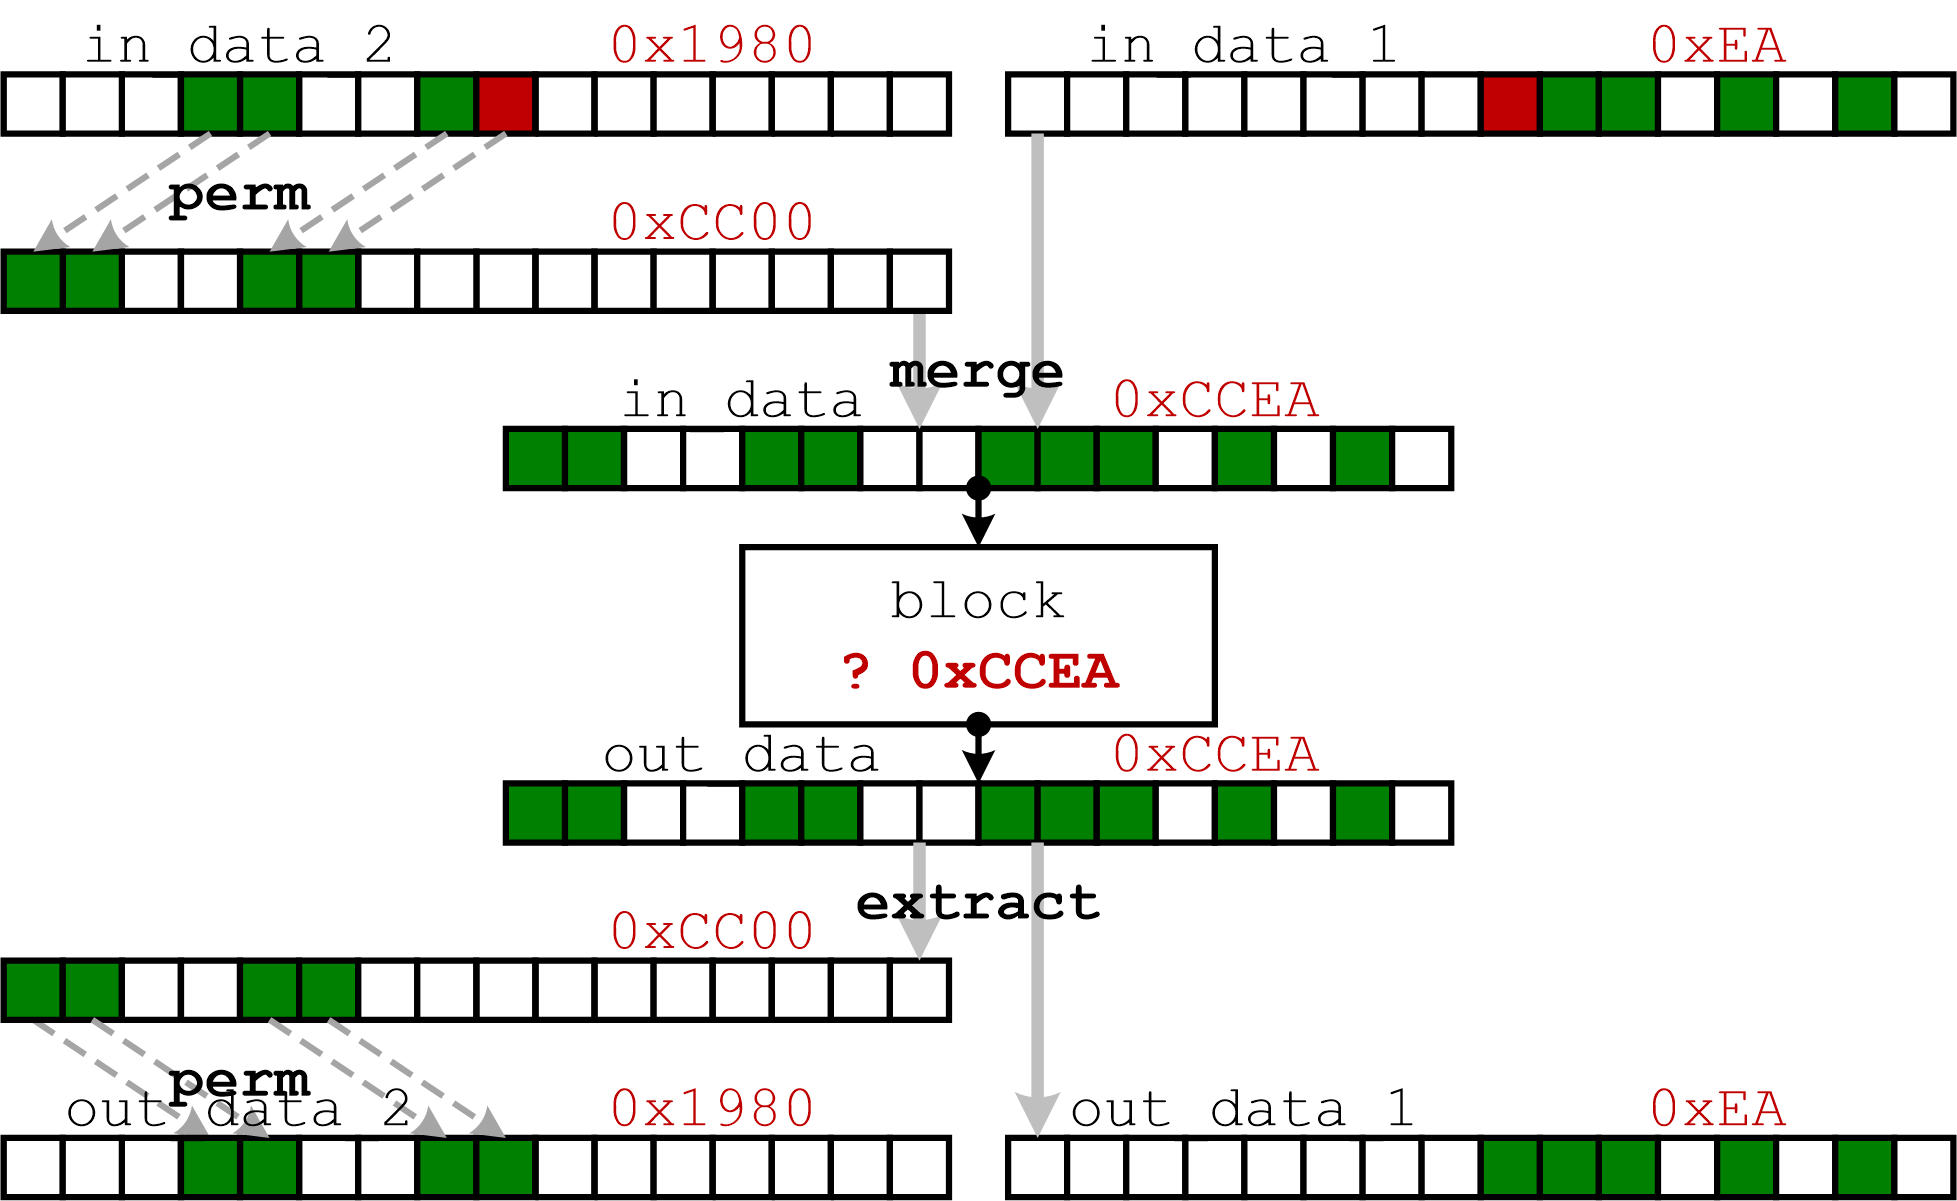 in data 2 0x1980 in data 1 0xEA
perm
0xCC00
merge
in data 0xCCEA
block
? 0xCCEA
out data 0xCCEA
extract
0xCC00
perm
out data 2 0x1980 out data 1 0xEA